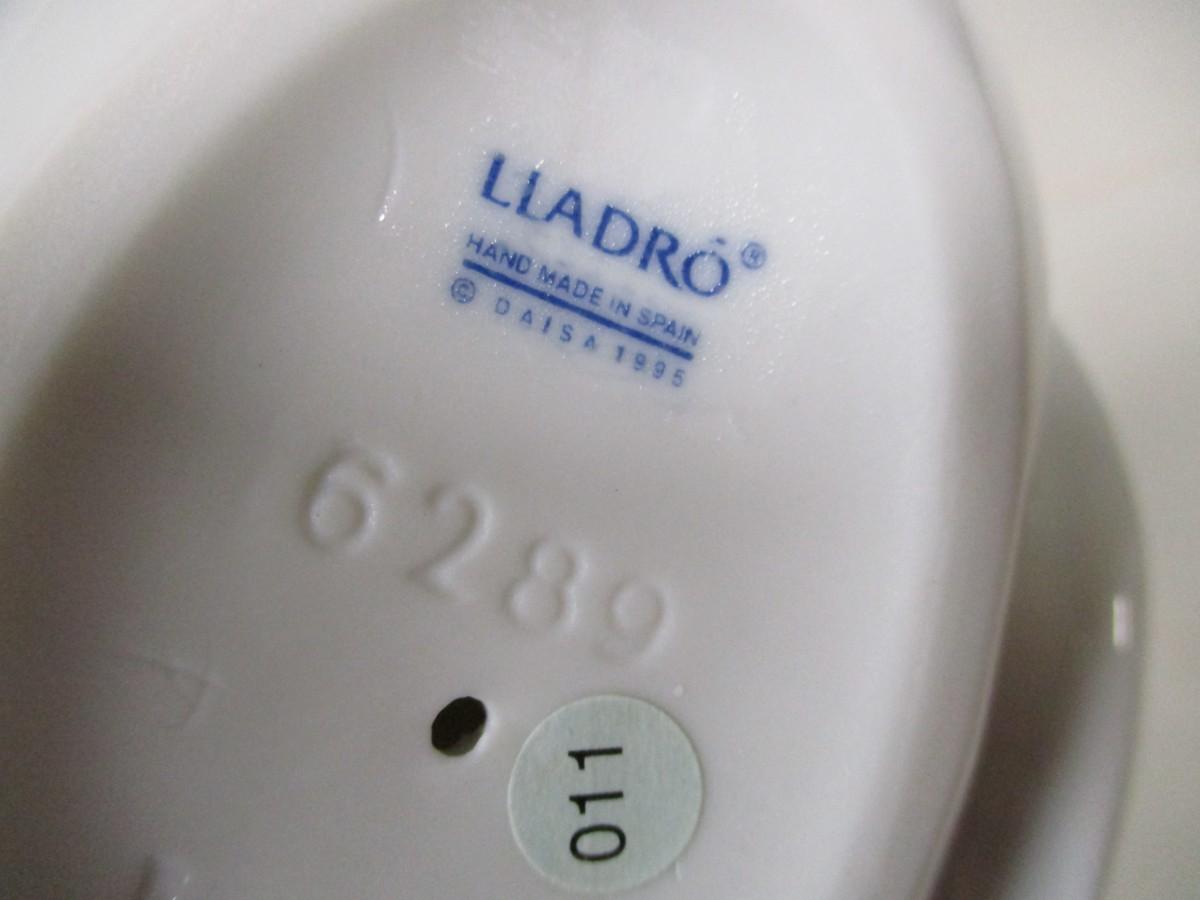 LLADRÓ®
HAND MADE IN SPAIN
© DAISA 1995
6289
011